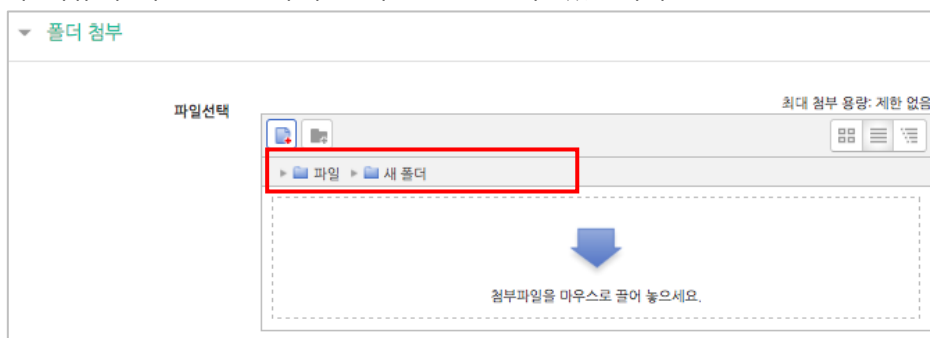 폴더 첨부
최대 첨부 용량: 제한 없음
파일선택
파일 새 폴더
첨부파일을 마우스로 끌어 놓으세요.